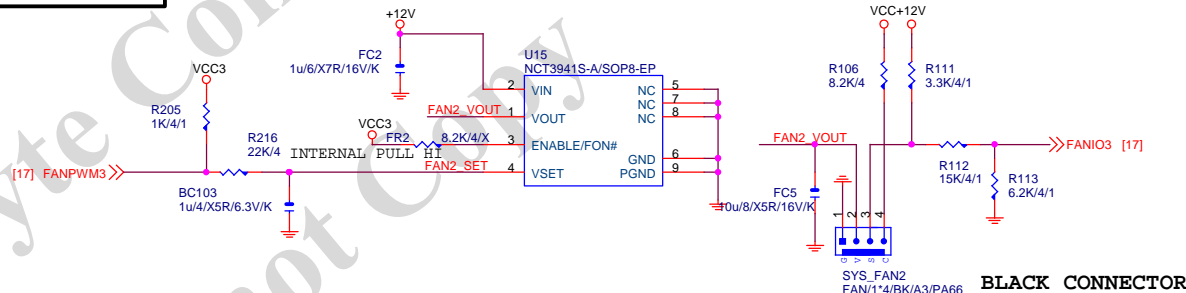 +12V
FC2
1u/6/X7R/16V/K
VCC3
R205
1K/4/1
R216
22K/4
[17] FANPWM3
BC103
1u/4/X5R/6.3V/K
VCC3
FR2
8.2K/4/X
INTERNAL PULL HI
FAN2_VOUT
FAN2_SET
U15
NCT3941S-A/SOP8-EP
2 VIN
1 VOUT
3 ENABLE/FON#
4 VSET
NC 5
NC 7
NC 8
GND 6
PGND 9
VCC+12V
R106
8.2K/4
R111
3.3K/4/1
FAN2_VOUT
FANIO3 [17]
R112
15K/4/1
R113
6.2K/4/1
FC5
10u/8/X5R/16V/K
1 2 3 4
G V S C
SYS_FAN2
FAN/1*4/BK/A3/PA66
BLACK CONNECTOR
yte Con
not Copy